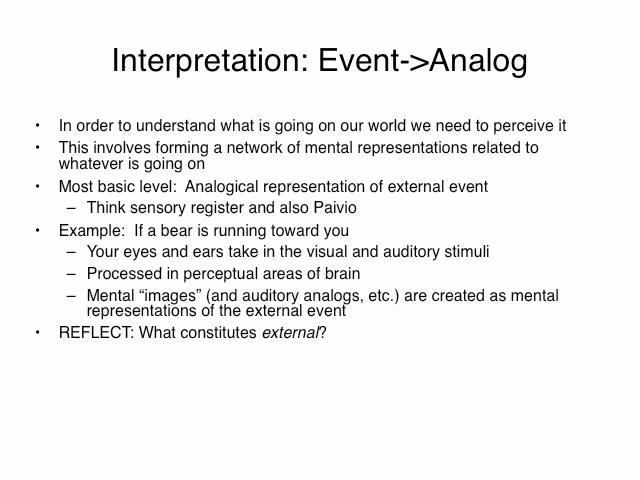 Interpretation: Event->Analog
• In order to understand what is going on our world we need to perceive it
• This involves forming a network of mental representations related to
whatever is going on
• Most basic level:  Analogical representation of external event
– Think sensory register and also Paivio
• Example:  If a bear is running toward you
– Your eyes and ears take in the visual and auditory stimuli
– Processed in perceptual areas of brain
– Mental “images” (and auditory analogs, etc.) are created as mental
representations of the external event
• REFLECT: What constitutes external?